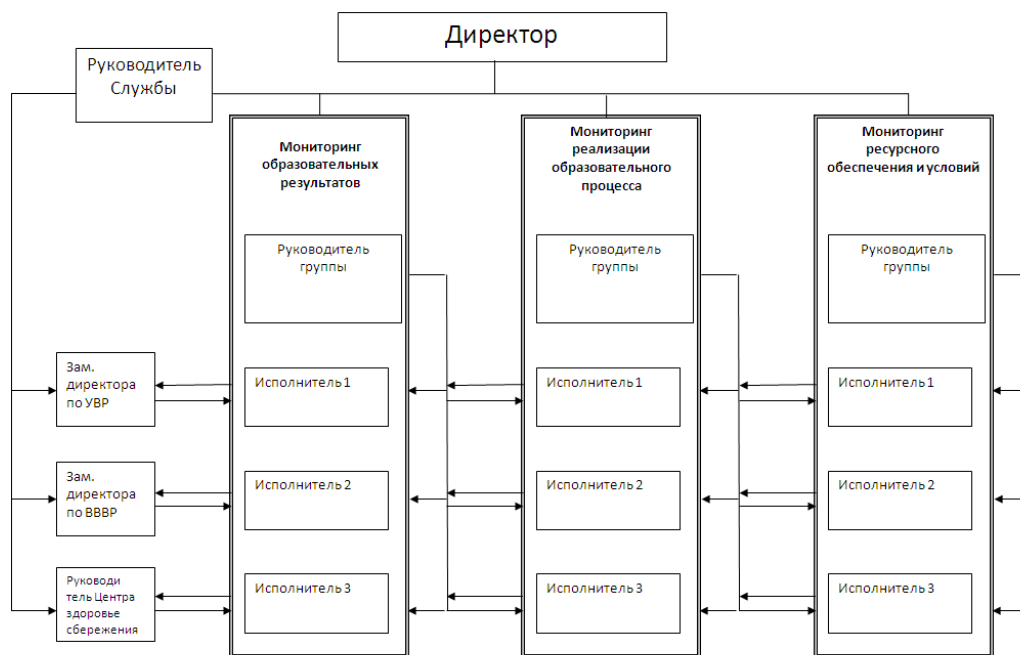 Директор
Руководитель
Службы
Мониторинг
образовательных
результатов
Мониторинг
реализации
образовательного
процесса
Мониторинг
ресурсного
обеспечения и условий
Руководитель
группы
Руководитель
группы
Руководитель
группы
Зам.
директора
по УВР
Исполнитель 1
Исполнитель 1
Исполнитель 1
Зам.
директора
по ВВВР
Исполнитель 2
Исполнитель 2
Исполнитель 2
Руководи
тель Центра
здоровье
сбережения
Исполнитель 3
Исполнитель 3
Исполнитель 3